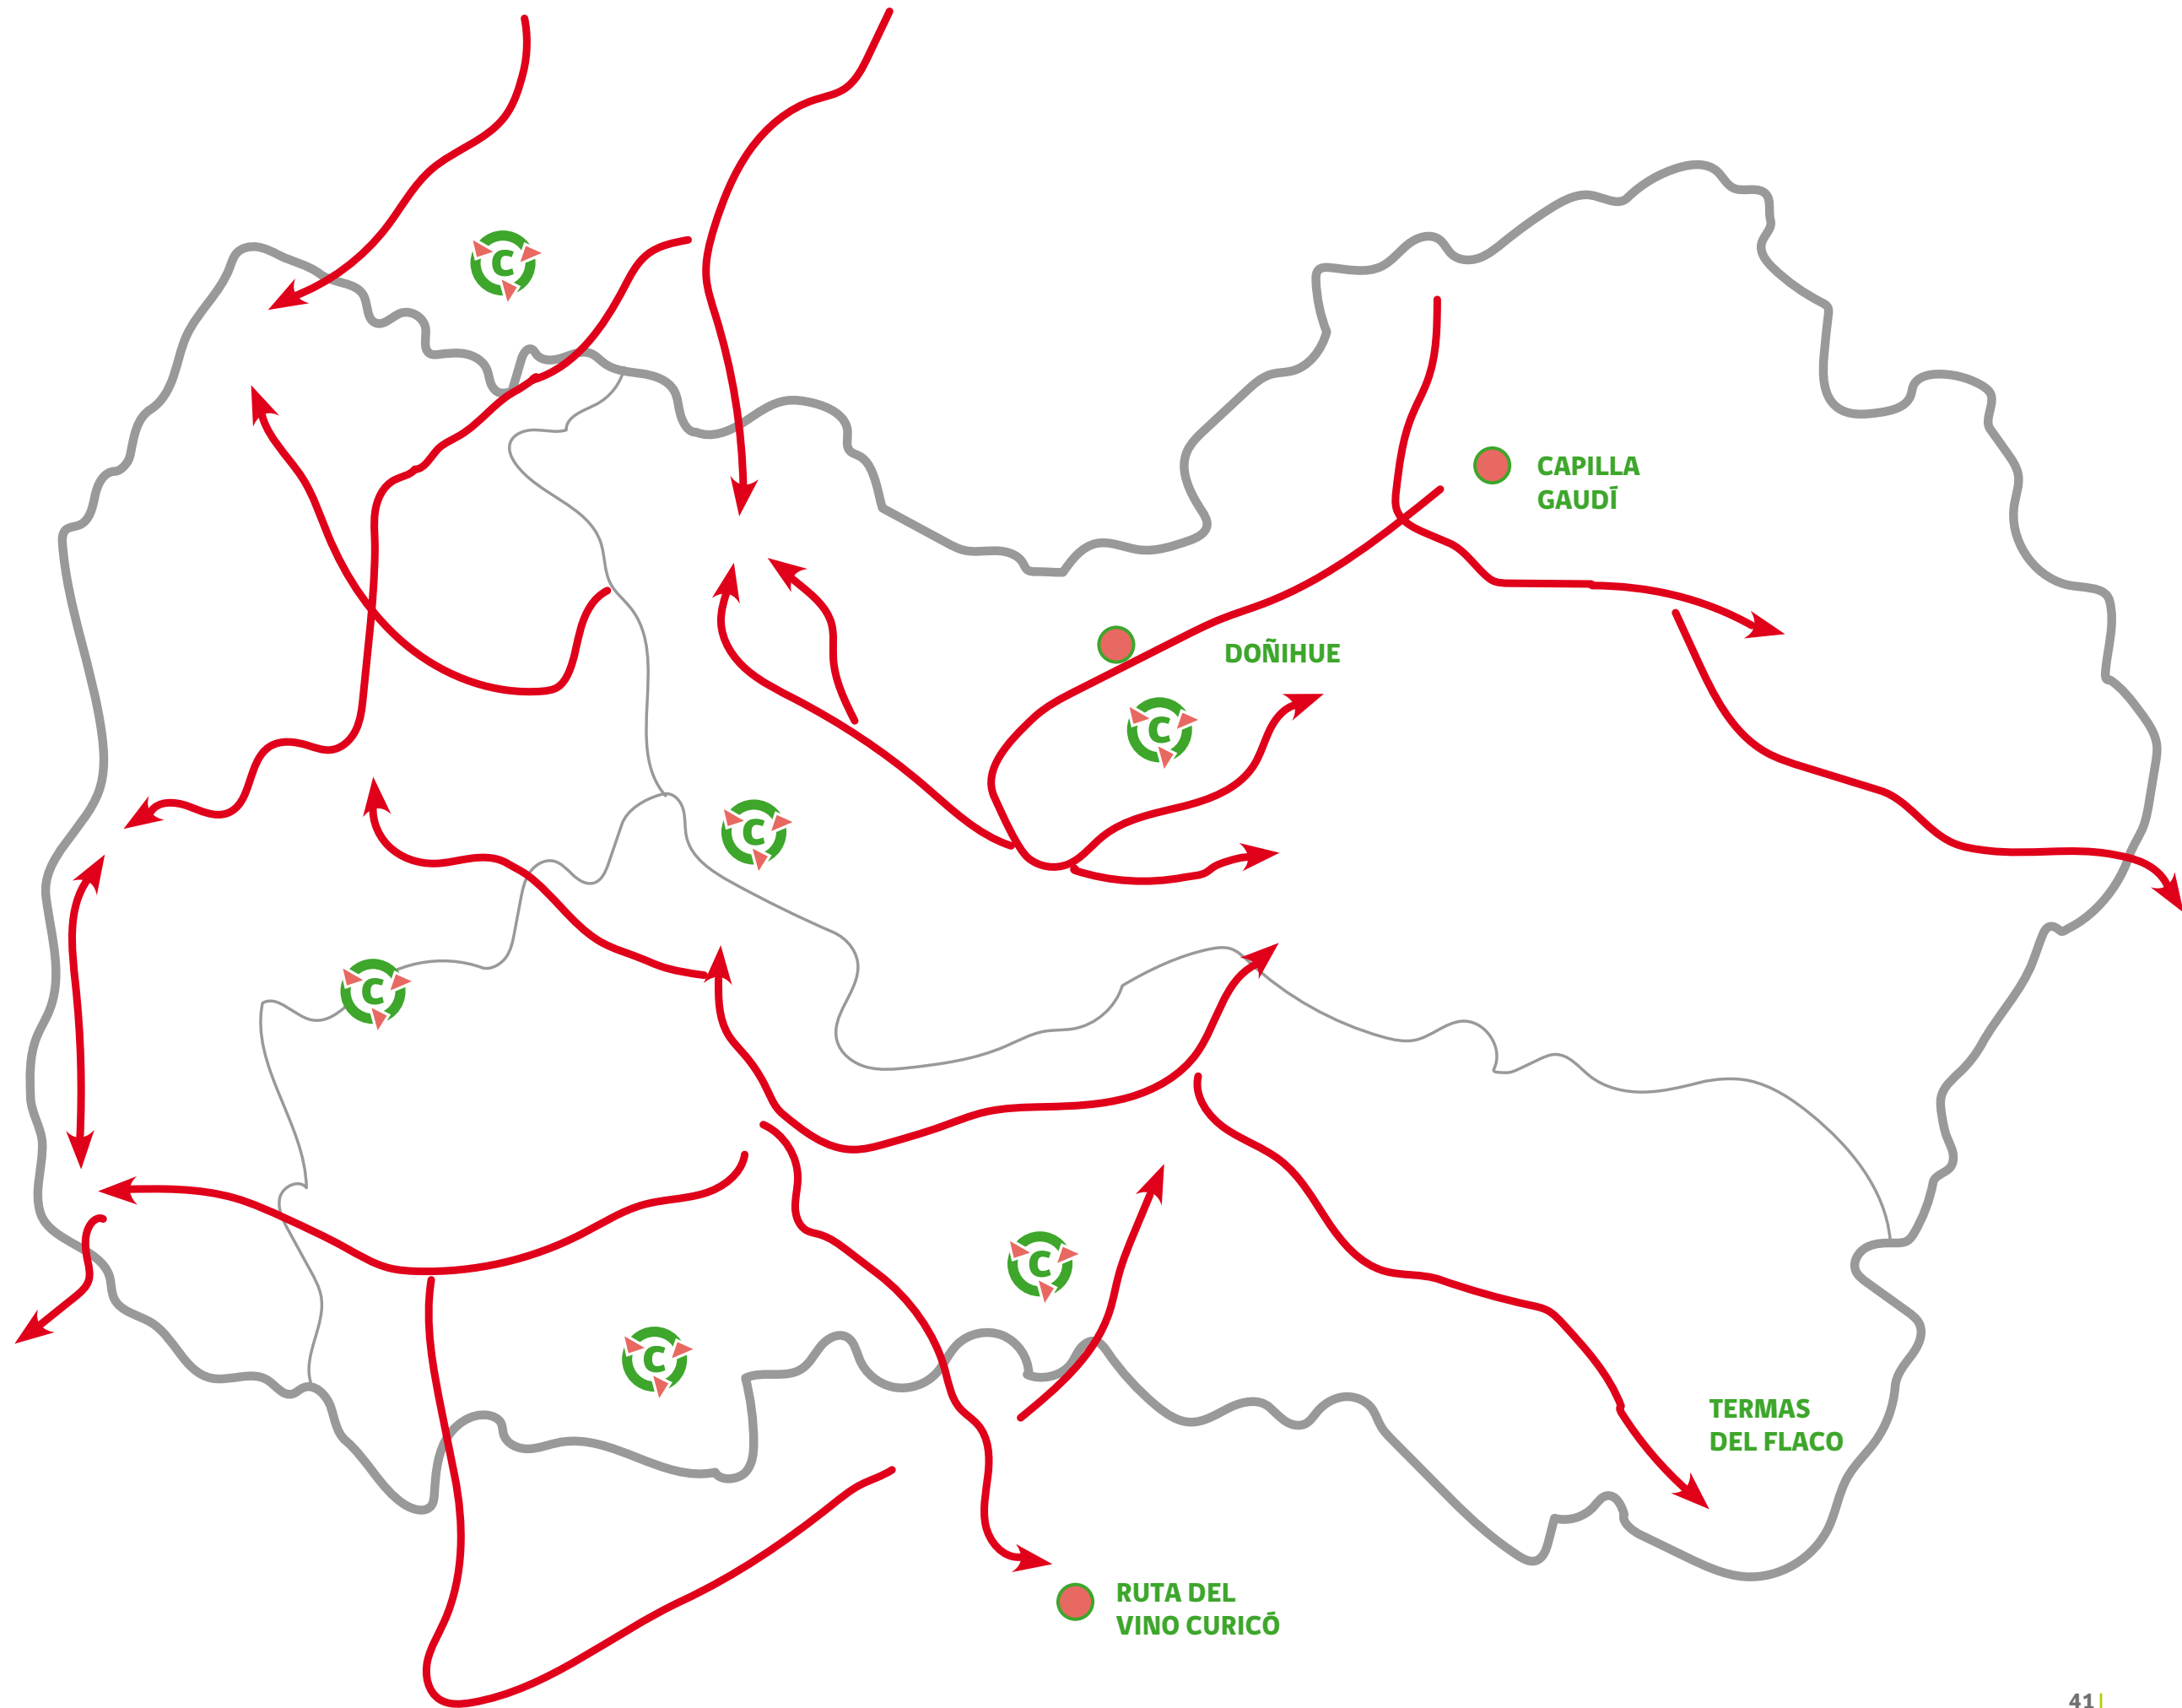 C
CAPILLA
GAUDÍ
DOÑIHUE
C
C
C
C
C
TERMAS
DEL FLACO
RUTA DEL
VINO CURICÓ
41